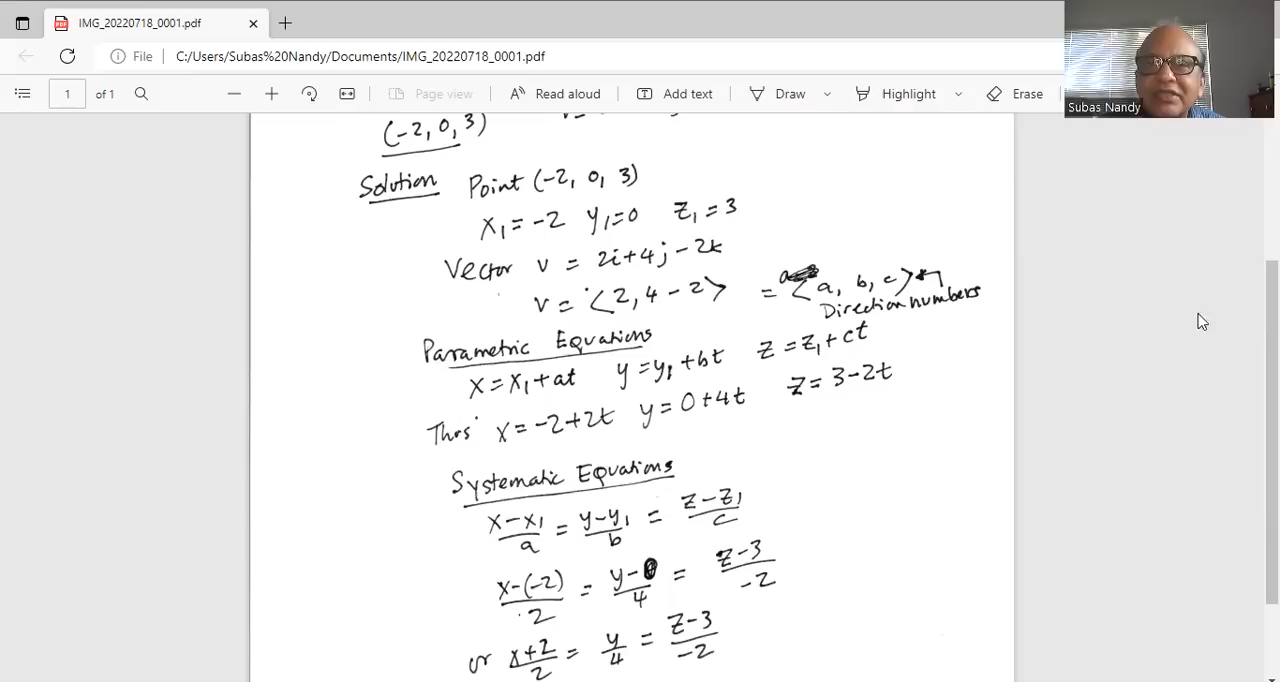 IMG_20220718_0001.pdf
File C:/Users/Subas%20Nandy/Documents/IMG_20220718_0001.pdf
1 of 1 Page view Read aloud Add text Draw Highlight Erase
Subas Nandy
(-2, 0, 3)
Solution Point (-2, 0, 3)
x₁ = -2 y₁ = 0 z₁ = 3
Vector v = 2i + 4j - 2k
v = <2, 4 - 2> = <a, b, c>
Direction numbers
Parametric Equations
x = x₁ + at y = y₁ + bt z = z₁ + ct
Thus x = -2 + 2t y = 0 + 4t z = 3 - 2t
Systematic Equations
x - x₁ / a = y - y₁ / b = z - z₁ / c
x - (-2) / 2 = y - 0 / 4 = z - 3 / -2
or x + 2 / 2 = y / 4 = z - 3 / -2